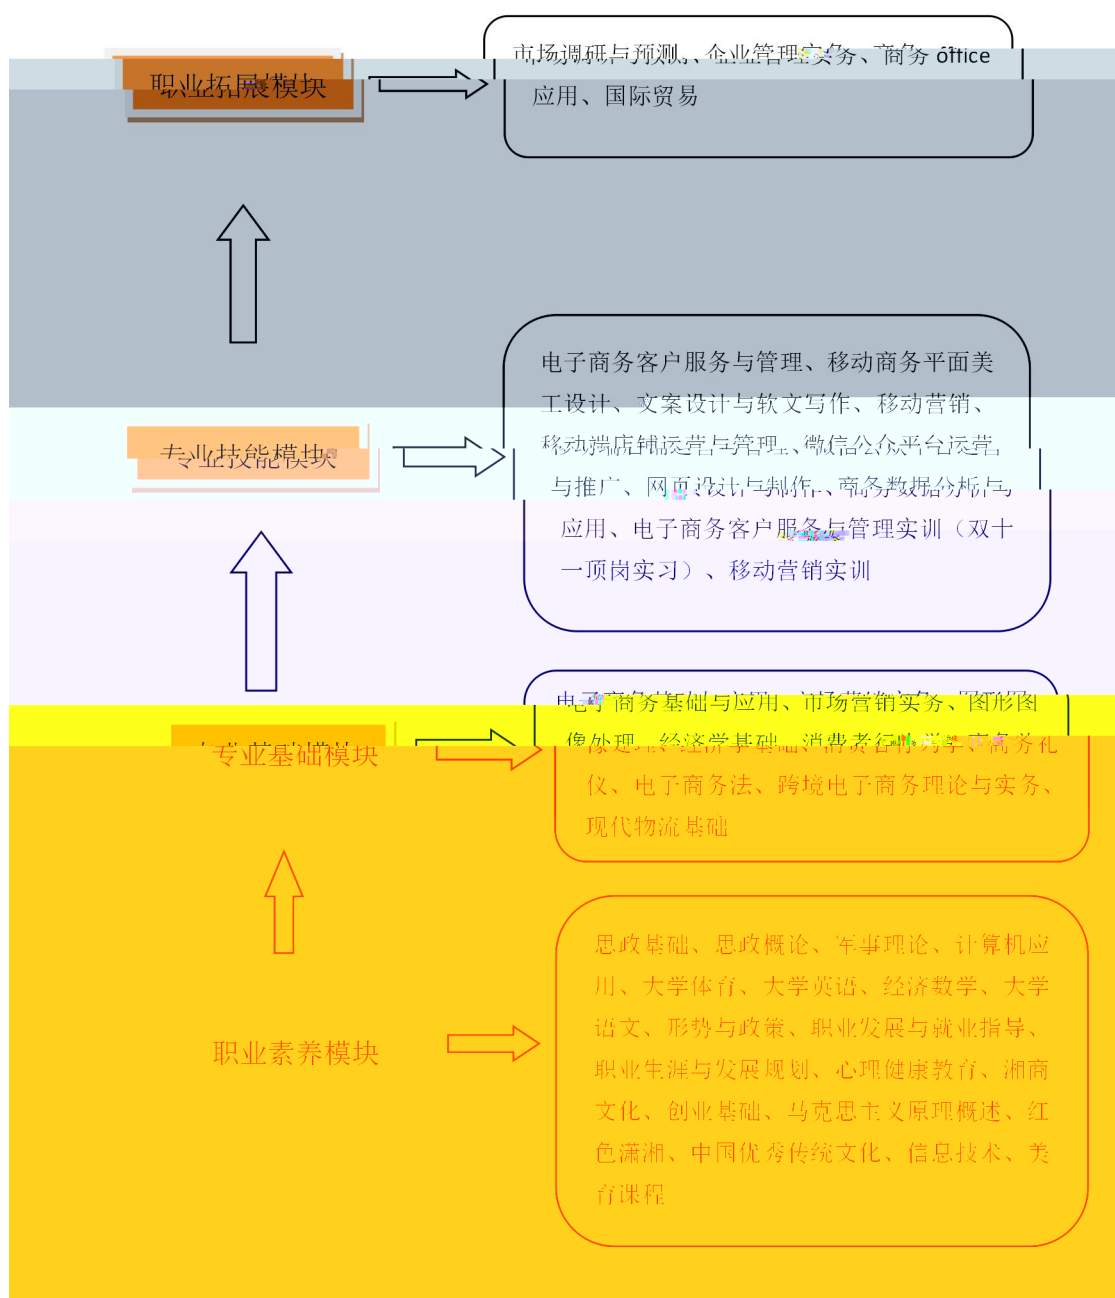 市场调研与预测、企业管理实务、商务 office
职业拓展模块
应用、国际贸易
电子商务客户服务与管理、移动商务平面美
工设计、文案设计与软文写作、移动营销、
专业技能模块
移动端店铺运营与管理、微信公众平台运营
与推广、网页设计与制作、商务数据分析与
应用、电子商务客户服务与管理实训（双十
一顶岗实习）、移动营销实训
电子商务基础与应用、市场营销实务、图形图
专业基础模块
像处理、经济学基础、消费者行为学、商务礼
仪、电子商务法、跨境电子商务理论与实务、
现代物流基础
思政基础、思政概论、军事理论、计算机应
用、大学体育、大学英语、经济数学、大学
语文、形势与政策、职业发展与就业指导、
职业素养模块
职业生涯与发展规划、心理健康教育、湘商
文化、创业基础、马克思主义原理概述、红
色潇湘、中国优秀传统文化、信息技术、美
育课程